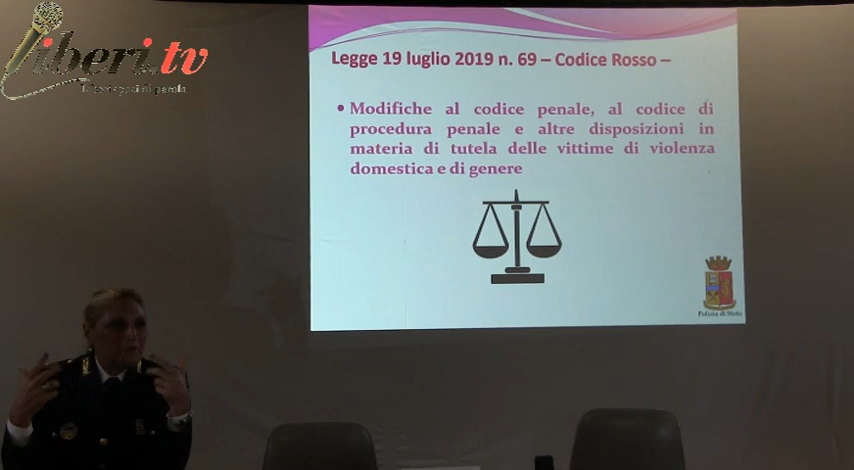 liberi.tv
Legge 19 luglio 2019 n. 69 – Codice Rosso –
• Modifiche al codice penale, al codice di
procedura penale e altre disposizioni in
materia di tutela delle vittime di violenza
domestica e di genere
Polizia di Stato